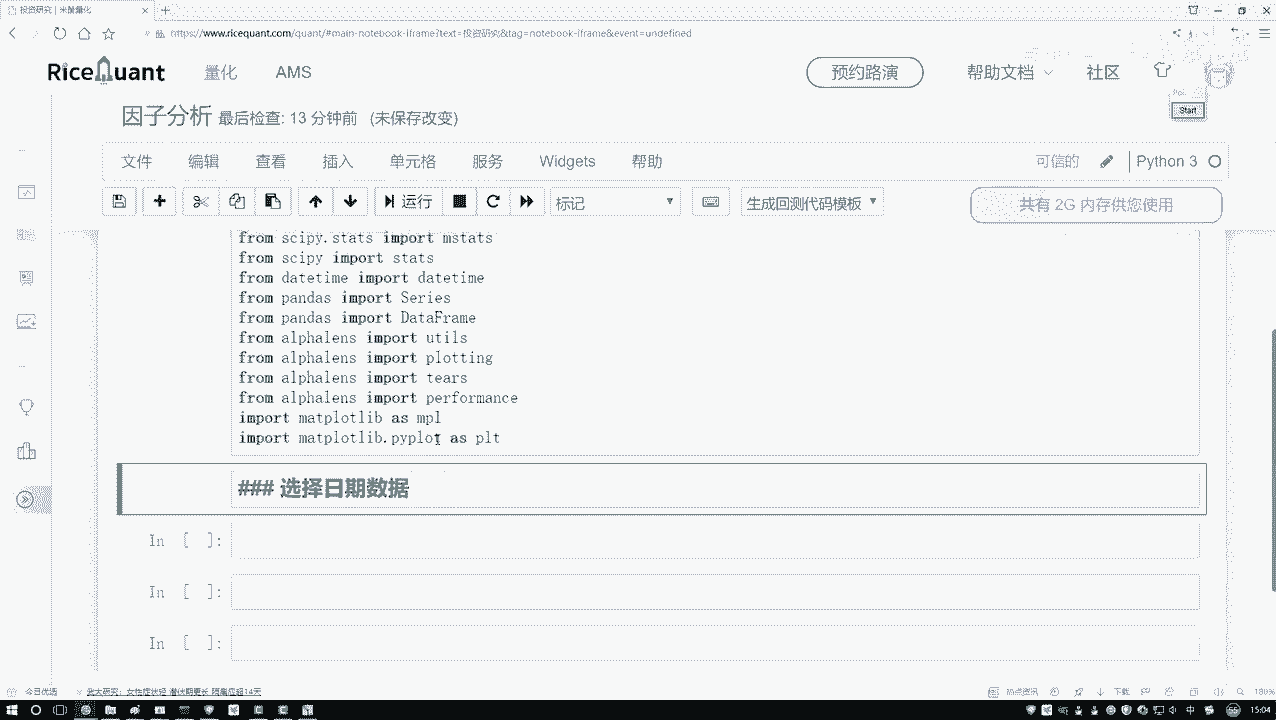 投资研究 | 米筐量化
https://www.ricequant.com/quant/#main-notebook-iframe?text=投资研究&tag=notebook-iframe&event=undefined
RiceQuant 量化 AMS 预约路演 帮助文档 社区
Start
因子分析 最后检查: 13 分钟前 (未保存改变)
文件 编辑 查看 插入 单元格 服务 Widgets 帮助 可信的 Python 3
运行 标记 生成回测代码模板 共有 2G 内存供您使用
from scipy.stats import mstats
from scipy import stats
from datetime import datetime
from pandas import Series
from pandas import DataFrame
from alphalens import utils
from alphalens import plotting
from alphalens import tears
from alphalens import performance
import matplotlib as mpl
import matplotlib.pyplot as plt
### 选择日期数据
In [ ]:
In [ ]:
In [ ]:
今日优选 热点资讯 下载 180%
中 15:04